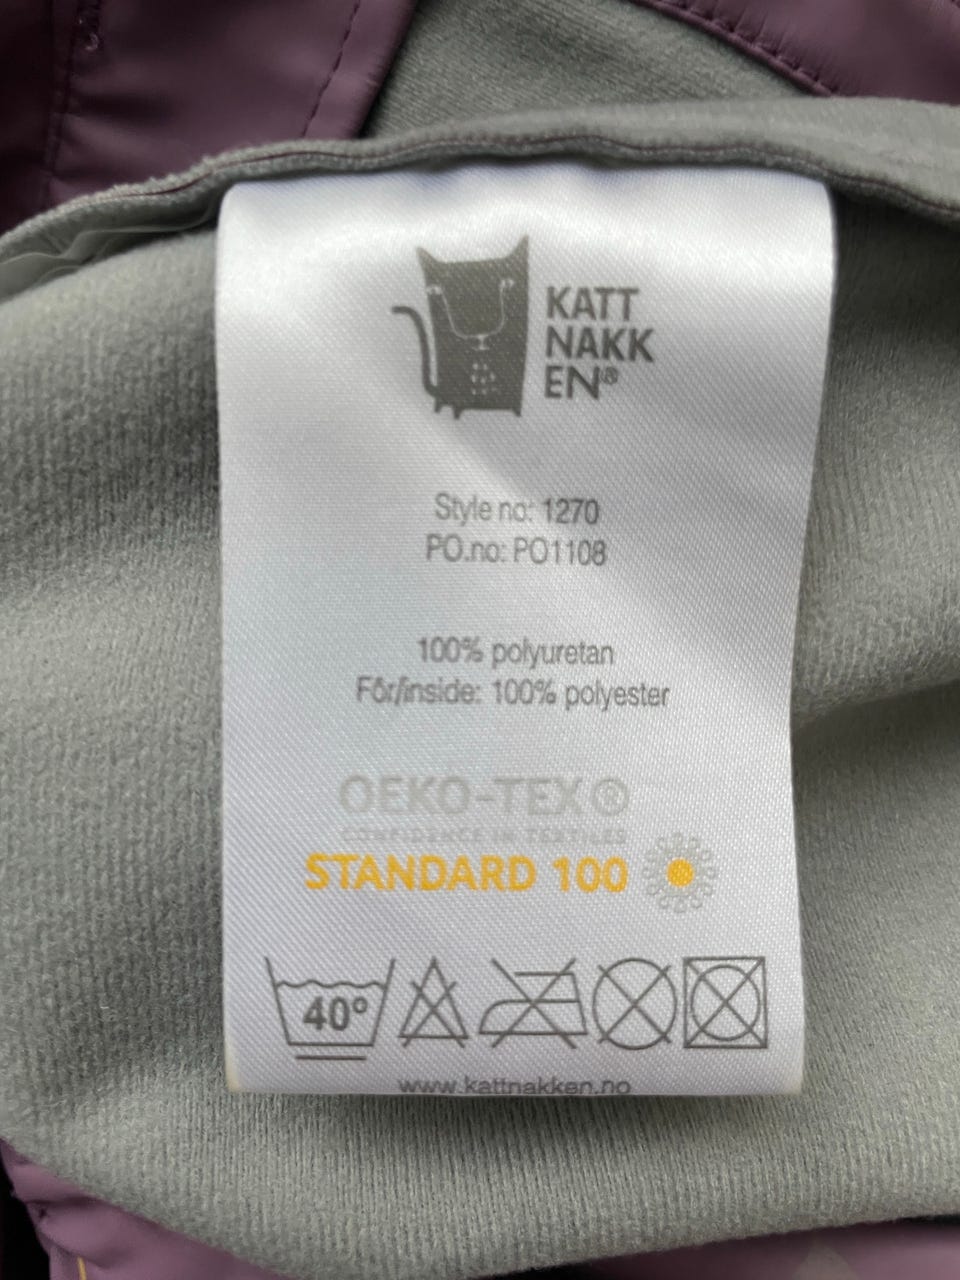 KATT
NAKK
EN®
Style no: 1270
PO.no: PO1108
100% polyuretan
Fôr/inside: 100% polyester
OEKO-TEX®
CONFIDENCE IN TEXTILES
STANDARD 100
40°
www.kattnakken.no